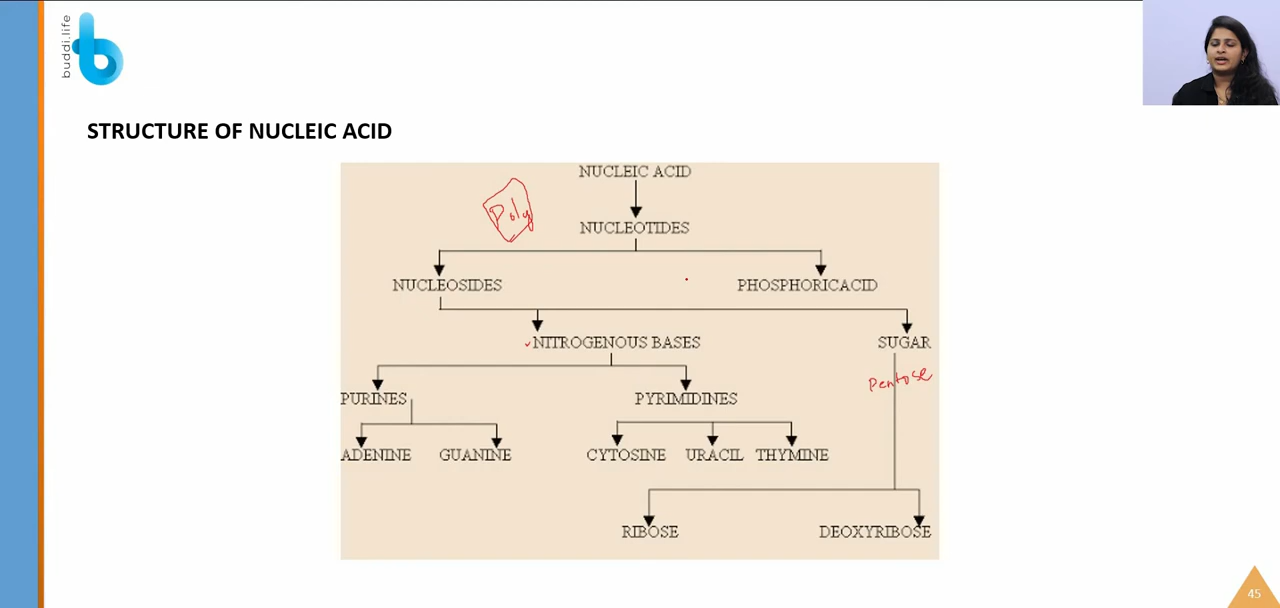 buddi.life
STRUCTURE OF NUCLEIC ACID
NUCLEIC ACID
Poly
NUCLEOTIDES
NUCLEOSIDES PHOSPHORICACID
NITROGENOUS BASES SUGAR
Pentose
PURINES PYRIMIDINES
ADENINE GUANINE CYTOSINE URACIL THYMINE
RIBOSE DEOXYRIBOSE
45